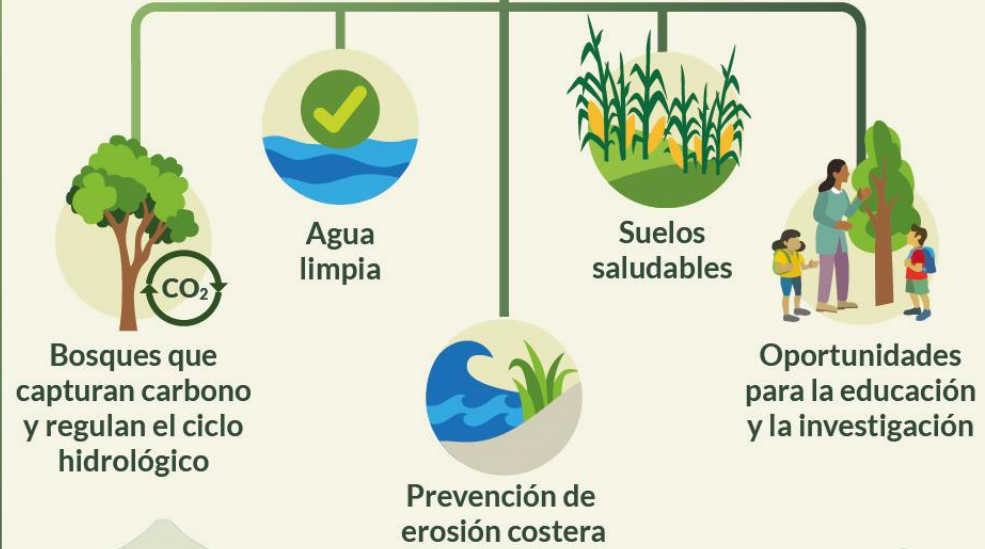 CO₂
Bosques que
capturan carbono
y regulan el ciclo
hidrológico
Agua
limpia
Prevención de
erosión costera
Suelos
saludables
Oportunidades
para la educación
y la investigación